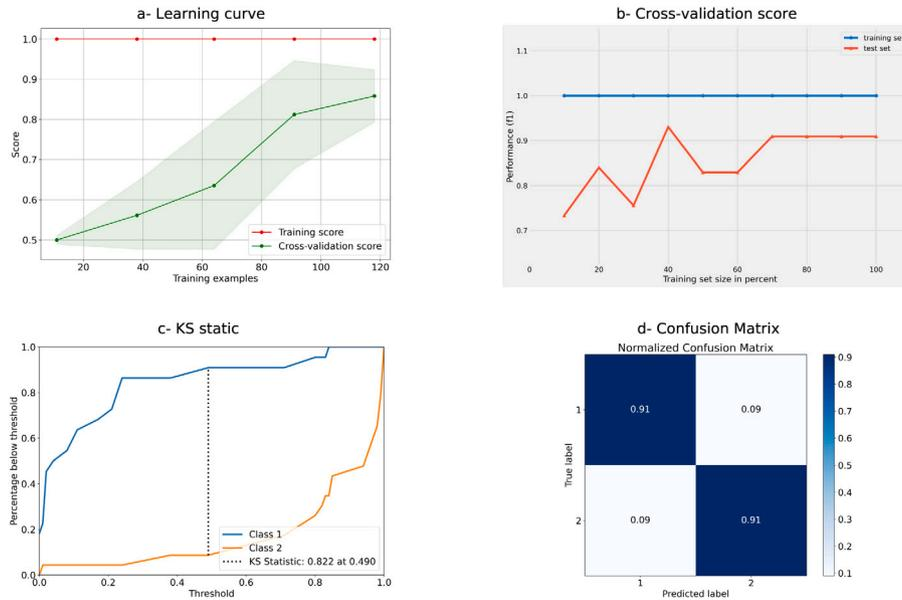 a- Learning curve
1.0
0.9
0.8
0.7
0.6
0.5
Score
20
40
60
80
100
120
Training examples
Training score
Cross-validation score
b- Cross-validation score
1.1
1.0
0.9
0.8
0.7
Performance (f1)
0
20
40
60
80
100
Training set size in percent
training se
test set
c- KS static
1.0
0.8
0.6
0.4
0.2
0.0
Percentage below threshold
0.0
0.2
0.4
0.6
0.8
1.0
Threshold
Class 1
Class 2
KS Statistic: 0.822 at 0.490
d- Confusion Matrix
Normalized Confusion Matrix
True label
1
0.91
0.09
2
0.09
0.91
1
2
Predicted label
0.9
0.8
0.7
0.6
0.5
0.4
0.3
0.2
0.1